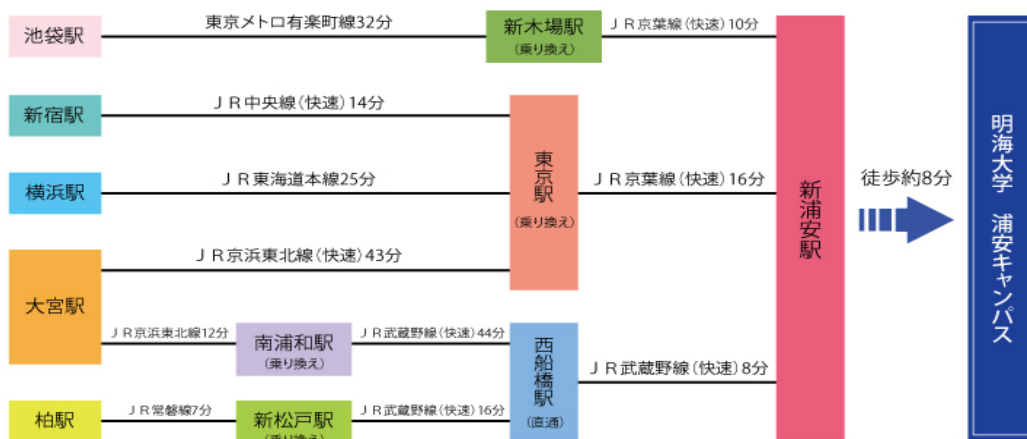 池袋駅
東京メトロ有楽町線32分
新木場駅
(乗り換え)
JR京葉線(快速)10分
新宿駅
JR中央線(快速)14分
横浜駅
JR東海道本線25分
東京駅
(乗り換え)
JR京葉線(快速)16分
大宮駅
JR京浜東北線(快速)43分
JR京浜東北線12分
南浦和駅
(乗り換え)
JR武蔵野線(快速)44分
西船橋駅
(直通)
JR武蔵野線(快速)8分
柏駅
JR常磐線7分
新松戸駅
(乗り換え)
JR武蔵野線(快速)16分
新浦安駅
徒歩約8分
明海大学 浦安キャンパス